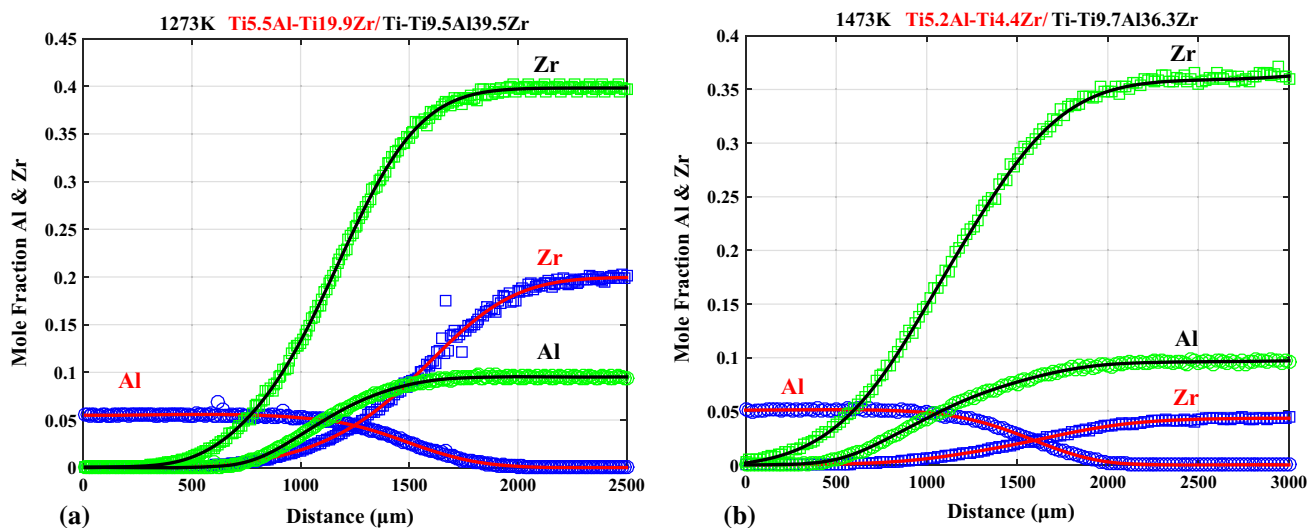 1273K Ti5.5Al-Ti19.9Zr/Ti-Ti9.5Al39.5Zr
0.45
0.4
0.35
0.3
0.25
0.2
0.15
0.1
0.05
0
Mole Fraction Al & Zr
Zr
Zr
Al
Al
0
500
1000
1500
2000
2500
(a)
Distance (µm)
1473K Ti5.2Al-Ti4.4Zr/Ti-Ti9.7Al36.3Zr
0.4
0.35
0.3
0.25
0.2
0.15
0.1
0.05
0
Mole Fraction Al & Zr
Zr
Al
Al
Zr
0
500
1000
1500
2000
2500
3000
(b)
Distance (µm)